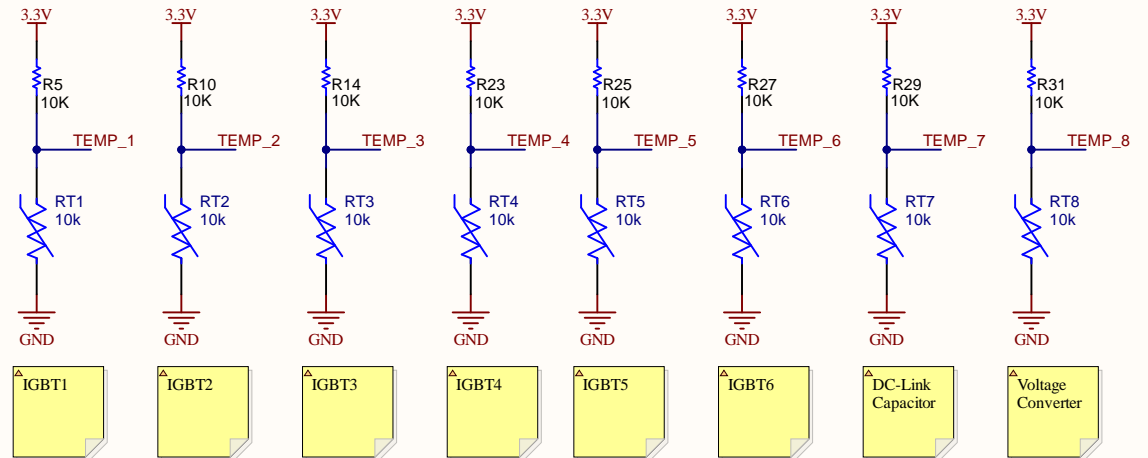 3.3V 3.3V 3.3V 3.3V 3.3V 3.3V 3.3V 3.3V
R5 R10 R14 R23 R25 R27 R29 R31
10K 10K 10K 10K 10K 10K 10K 10K
TEMP_1 TEMP_2 TEMP_3 TEMP_4 TEMP_5 TEMP_6 TEMP_7 TEMP_8
RT1 RT2 RT3 RT4 RT5 RT6 RT7 RT8
10k 10k 10k 10k 10k 10k 10k 10k
GND GND GND GND GND GND GND GND
IGBT1 IGBT2 IGBT3 IGBT4 IGBT5 IGBT6 DC-Link Voltage
Capacitor Converter